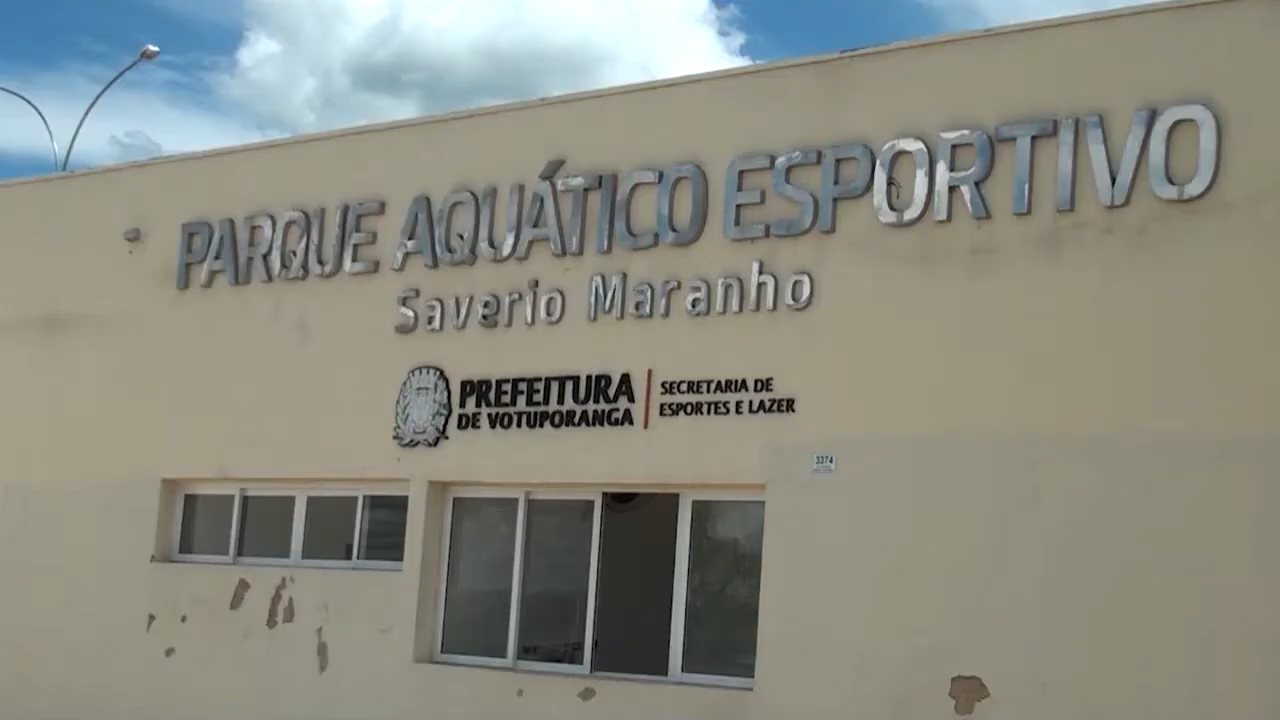 PARQUE AQUÁTICO ESPORTIVO
Saverio Maranho
PREFEITURA
DE VOTUPORANGA
SECRETARIA DE
ESPORTES E LAZER
3374